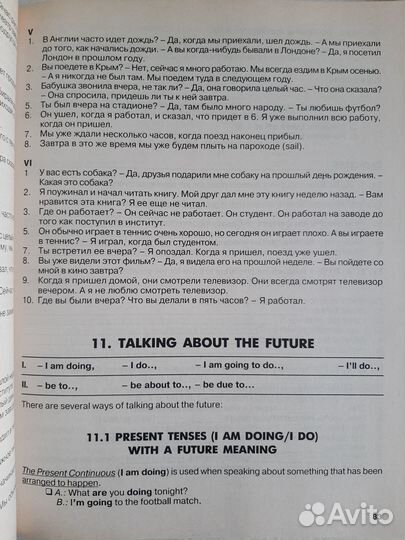 V
1. В Англии часто идет дождь? – Да, когда мы приехали, шел дождь. – А мы приехали
до того, как начались дожди. – А вы когда-нибудь бывали в Лондоне? – Да, я посетил
Лондон в прошлом году.
2. Вы поедете в Крым? – Нет, сейчас я много работаю. Мы всегда ездим в Крым осенью.
– А я никогда не был там. Мы поедем туда в следующем году.
3. Бабушка звонила вчера, не так ли? – Да, она говорила целый час. – Что она сказала?
– Она спросила, придешь ли ты к ней завтра.
5. Ты был вчера на стадионе? – Да, там было много народу. – Ты любишь футбол?
6. Он ушел, когда я работал, и сказал, что придет в 6. Я уже выполнил всю работу,
когда он пришел.
7. Мы уже ждали несколько часов, когда поезд наконец прибыл.
8. Завтра в это же время мы уже будем плыть на пароходе (sail).
VI
1 У вас есть собака? – Да, друзья подарили мне собаку на прошлый день рождения. –
Какая это собака?
2. Я поужинал и начал читать книгу. Мой друг дал мне эту книгу неделю назад. – Вам
нравится эта книга? Я ее еще не читал.
3. Где он работает? – Он сейчас не работает. Он студент. Он работал на заводе до
того как поступил в институт.
5. Он обычно играет в теннис очень хорошо, но сегодня он играет плохо. А вы играете
в теннис? – Я играл, когда был студентом.
7. Ты встретил ее вчера? – Я опоздал. Когда я пришел, поезд уже ушел.
8. Вы уже видели этот фильм? – Да, я видела его на прошлой неделе. – Вы пойдете со
мной в кино завтра?
9. Когда я пришел домой, они смотрели телевизор. Они всегда смотрят телевизор
вечером. А я не люблю смотреть телевизор.
10. Где вы были вчера? Что вы делали в пять часов? – Я работал.
11. TALKING ABOUT THE FUTURE
I. – I am doing, – I do.., – I am going to do.., – I'll do..,
II. – be to.., – be about to.., – be due to...
There are several ways of talking about the future:
11.1 PRESENT TENSES (I AM DOING/I DO)
WITH A FUTURE MEANING
The Present Continuous (I am doing) is used when speaking about something that has been
arranged to happen:
❑ A.: What are you doing tonight?
B.: I'm going to the football match.
Avito